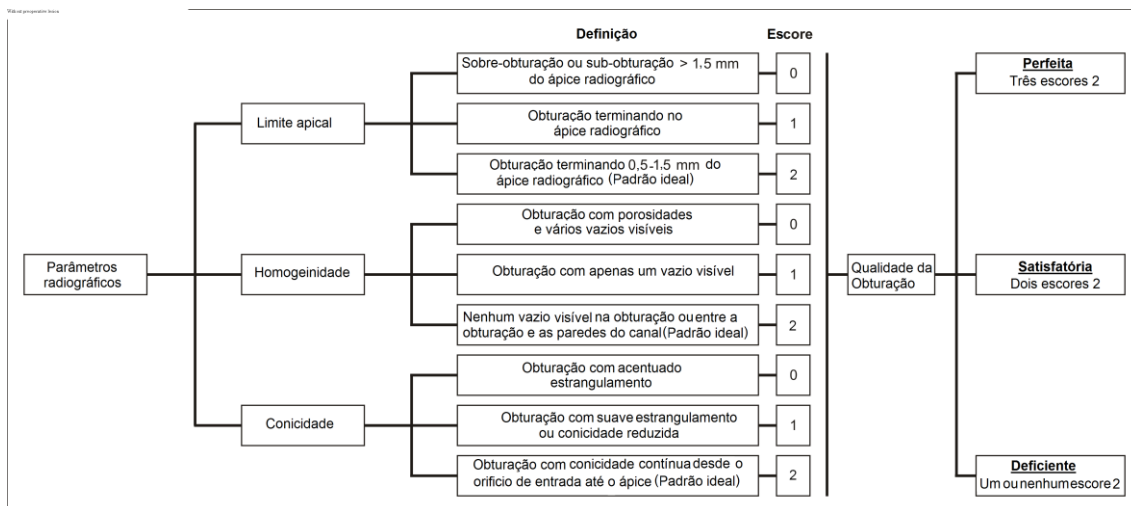 Without preoperative lesion
Definição
Escore
Sobre-obturação ou sub-obturação > 1.5 mm
do ápice radiográfico
0
Limite apical
Obturação terminando no
ápice radiográfico
1
Obturação terminando 0,5-1.5 mm do
ápice radiográfico (Padrão ideal)
2
Obturação com porosidades
e vários vazios visíveis
0
Parâmetros
radiográficos
Homogeinidade
Obturação com apenas um vazio visível
1
Nenhum vazio visível na obturação ou entre a
obturação e as paredes do canal (Padrão ideal)
2
Obturação com acentuado
estrangulamento
0
Conicidade
Obturação com suave estrangulamento
ou conicidade reduzida
1
Obturação com conicidade contínua desde o
orificio de entrada até o ápice (Padrão ideal)
2
Qualidade da
Obturação
Perfeita
Três escores 2
Satisfatória
Dois escores 2
Deficiente
Um ou nenhum escore 2